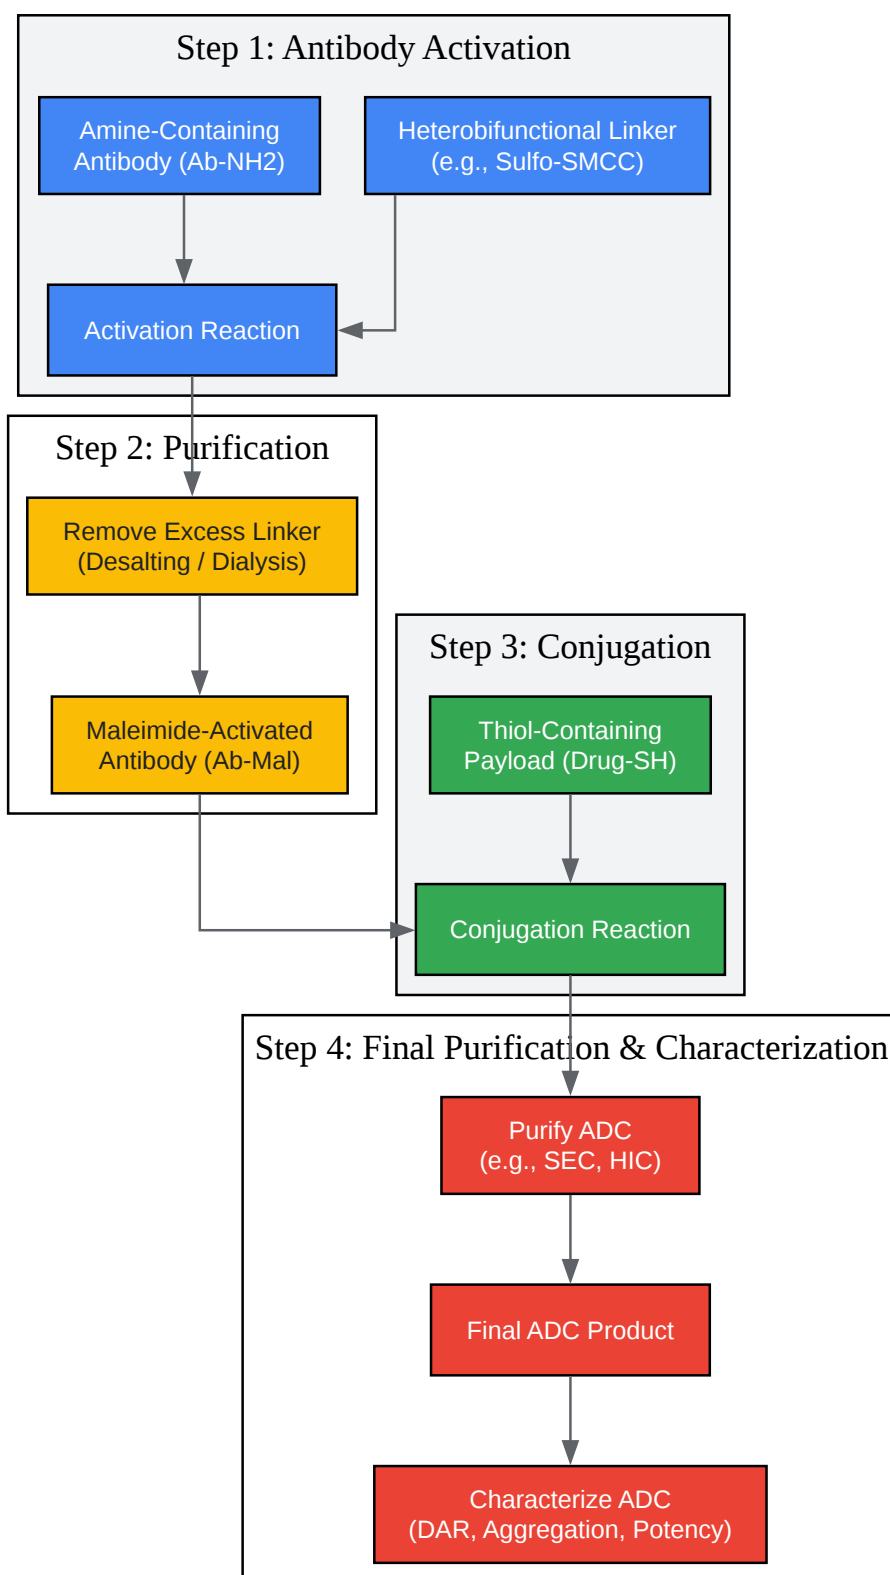 Step 1: Antibody Activation
Amine-Containing
Antibody (Ab-NH2)
Heterobifunctional Linker
(e.g., Sulfo-SMCC)
Activation Reaction
Step 2: Purification
Remove Excess Linker
(Desalting / Dialysis)
Maleimide-Activated
Antibody (Ab-Mal)
Step 3: Conjugation
Thiol-Containing
Payload (Drug-SH)
Conjugation Reaction
Step 4: Final Purification & Characterization
Purify ADC
(e.g., SEC, HIC)
Final ADC Product
Characterize ADC
(DAR, Aggregation, Potency)